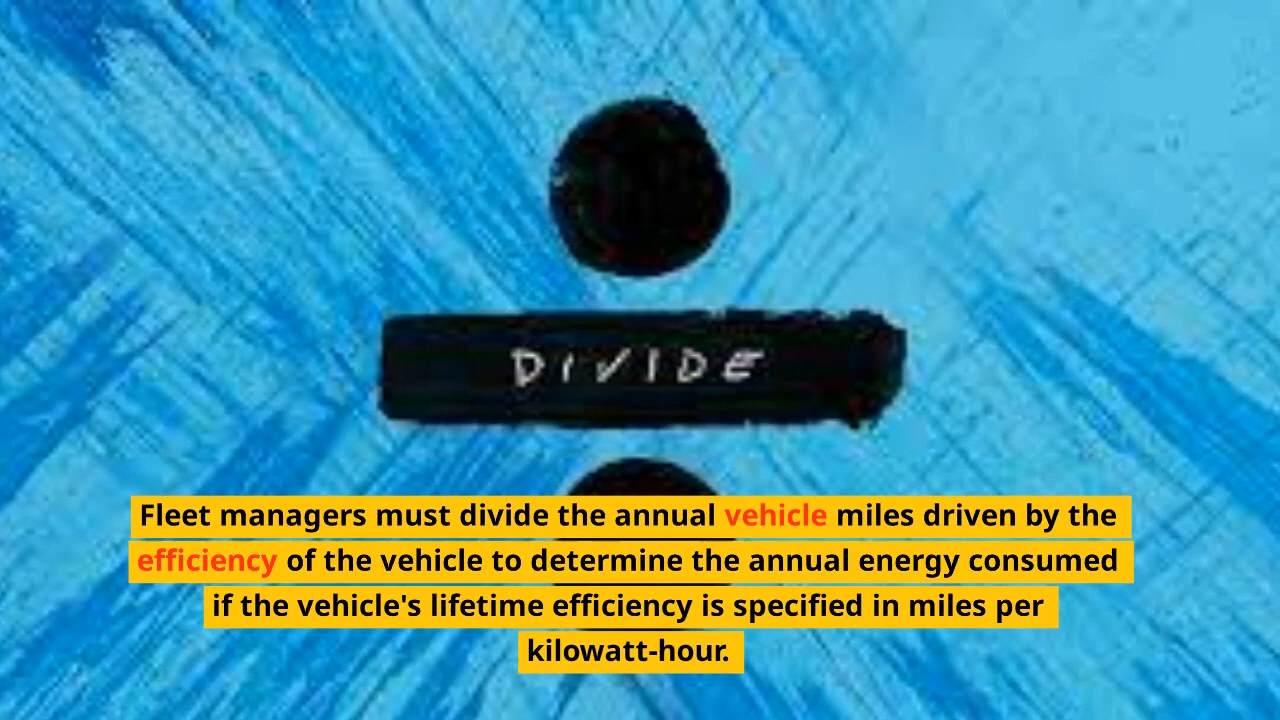 DIVIDE
Fleet managers must divide the annual vehicle miles driven by the
efficiency of the vehicle to determine the annual energy consumed
if the vehicle's lifetime efficiency is specified in miles per
kilowatt-hour.